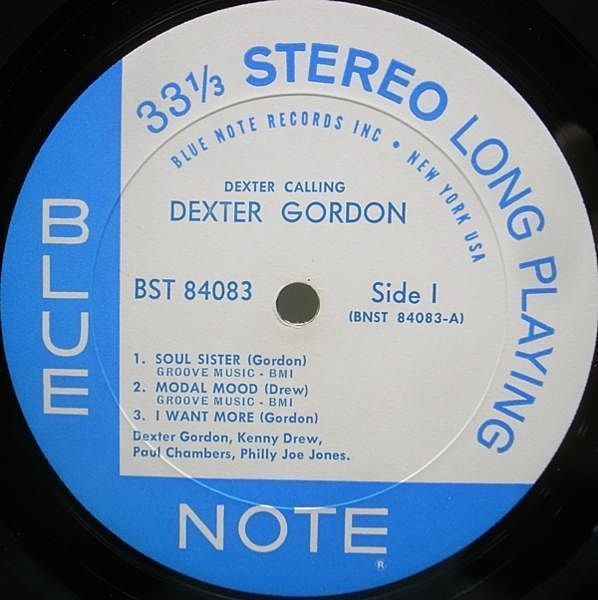 33⅓ STEREO LONG PLAYING
BLUE NOTE RECORDS INC • NEW YORK USA
DEXTER CALLING
DEXTER GORDON
BST 84083
Side I
(BNST 84083-A)
1. SOUL SISTER (Gordon)
GROOVE MUSIC - BMI
2. MODAL MOOD (Drew)
GROOVE MUSIC - BMI
3. I WANT MORE (Gordon)
Dexter Gordon, Kenny Drew,
Paul Chambers, Philly Joe Jones.
BLUE
NOTE
®